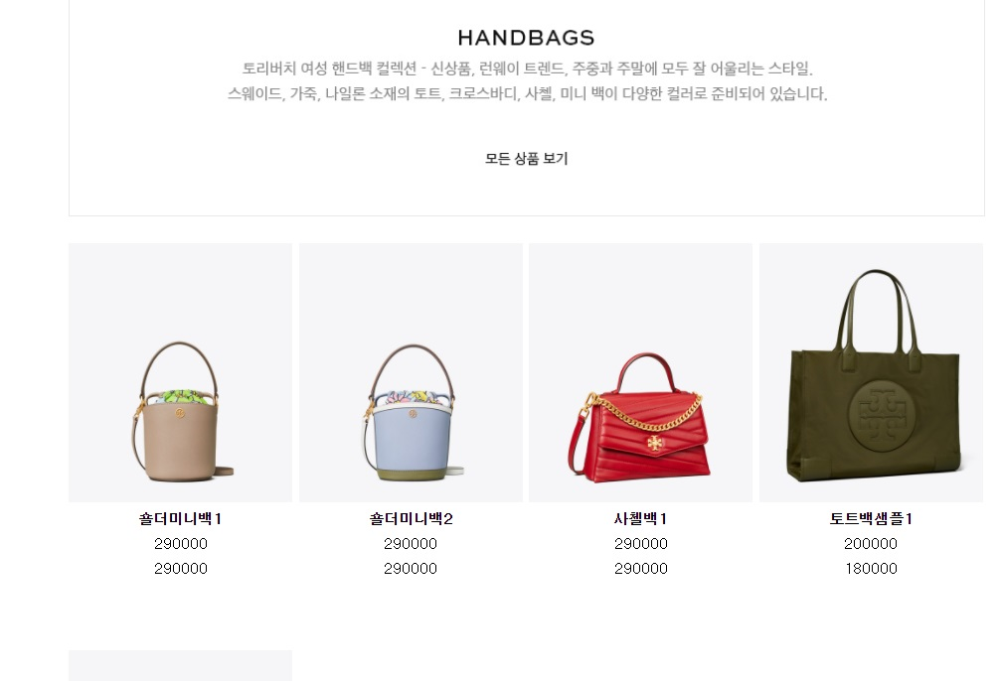 HANDBAGS
토리버치 여성 핸드백 컬렉션 - 신상품, 런웨이 트렌드, 주중과 주말에 모두 잘 어울리는 스타일.
스웨이드, 가죽, 나일론 소재의 토트, 크로스바디, 사첼, 미니 백이 다양한 컬러로 준비되어 있습니다.
모든 상품 보기
숄더미니백1
290000
290000
숄더미니백2
290000
290000
사첼백1
290000
290000
토트백샘플1
200000
180000